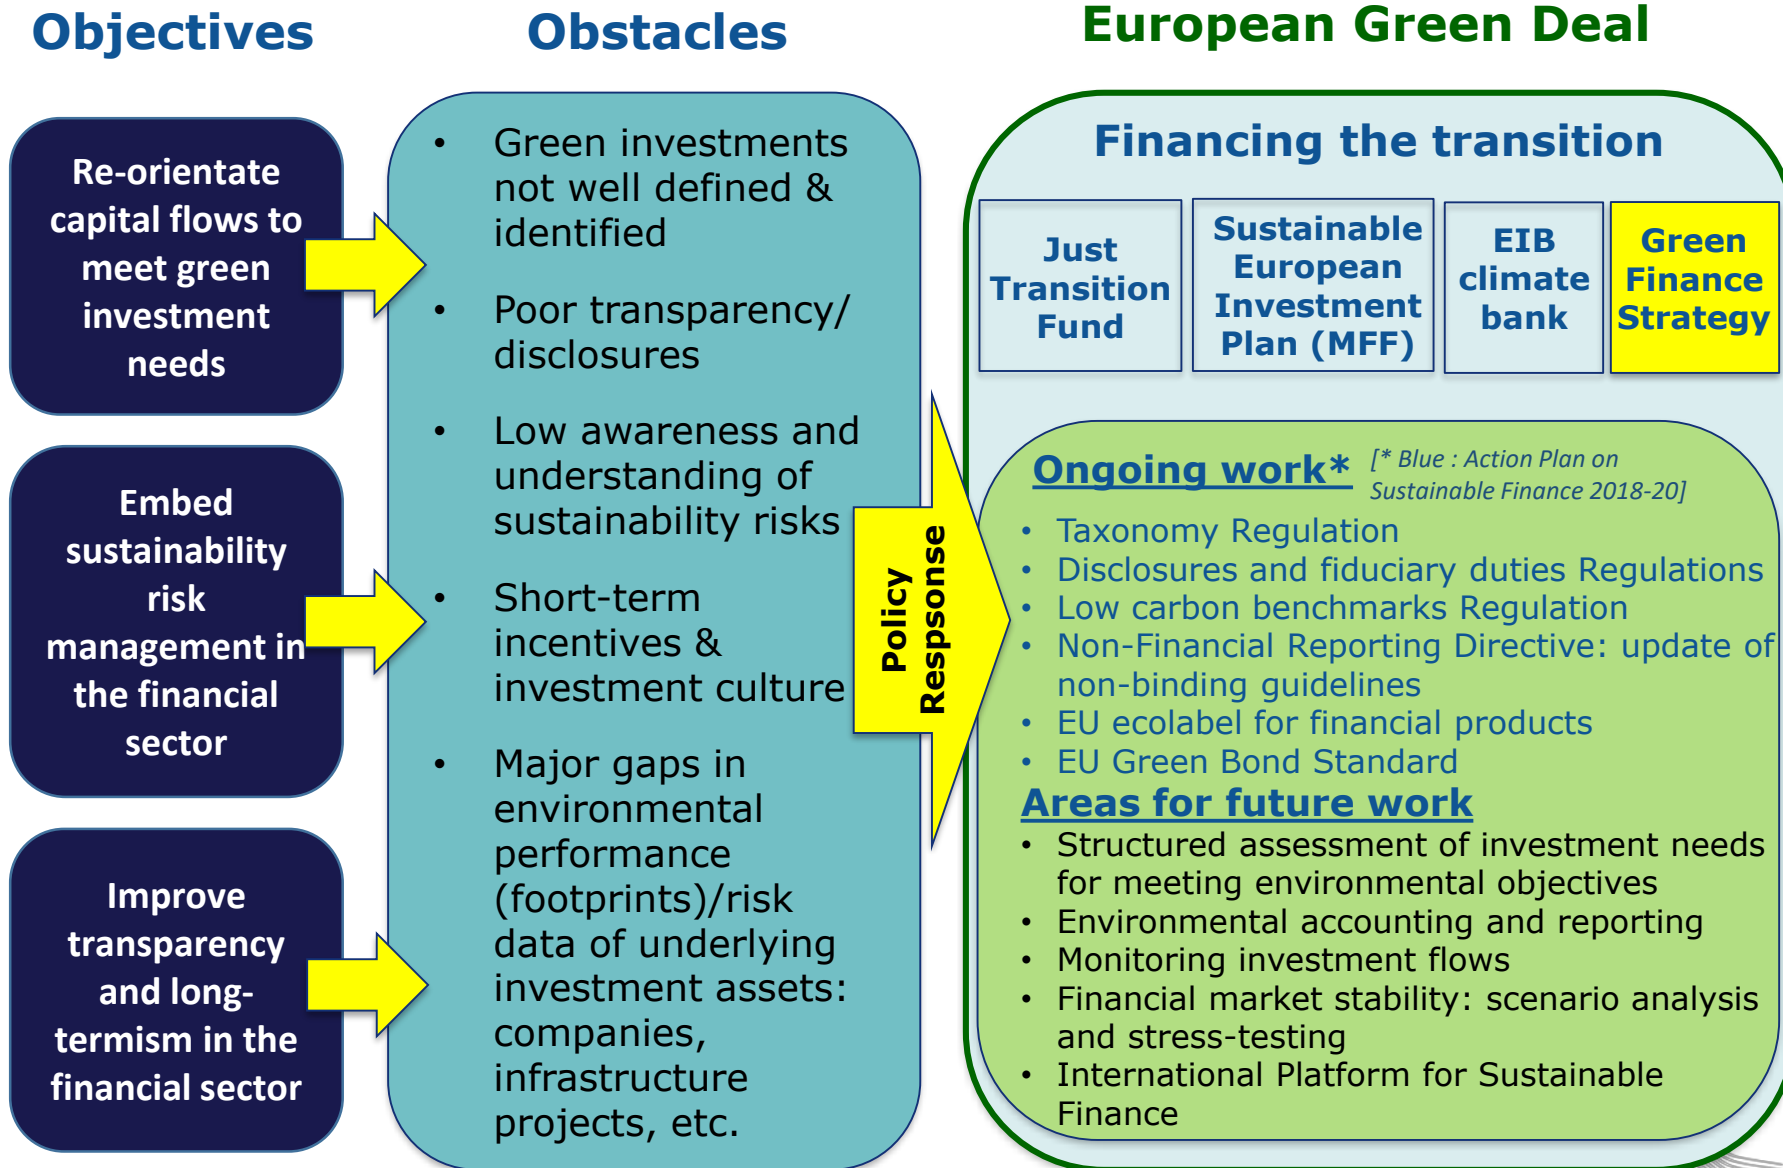 Objectives
Re-orientate
capital flows to
meet green
investment
needs
Embed
sustainability
risk
management in
the financial
sector
Improve
transparency
and long-
termism in the
financial sector
Obstacles
• Green investments
not well defined &
identified
• Poor transparency/
disclosures
• Low awareness and
understanding of
sustainability risks
• Short-term
incentives &
investment culture
• Major gaps in
environmental
performance
(footprints)/risk
data of underlying
investment assets:
companies,
infrastructure
projects, etc.
Policy
Respsonse
European Green Deal
Financing the transition
Just
Transition
Fund
Sustainable
European
Investment
Plan (MFF)
EIB
climate
bank
Green
Finance
Strategy
Ongoing work*
[* Blue : Action Plan on
Sustainable Finance 2018-20]
• Taxonomy Regulation
• Disclosures and fiduciary duties Regulations
• Low carbon benchmarks Regulation
• Non-Financial Reporting Directive: update of
non-binding guidelines
• EU ecolabel for financial products
• EU Green Bond Standard
Areas for future work
• Structured assessment of investment needs
for meeting environmental objectives
• Environmental accounting and reporting
• Monitoring investment flows
• Financial market stability: scenario analysis
and stress-testing
• International Platform for Sustainable
Finance